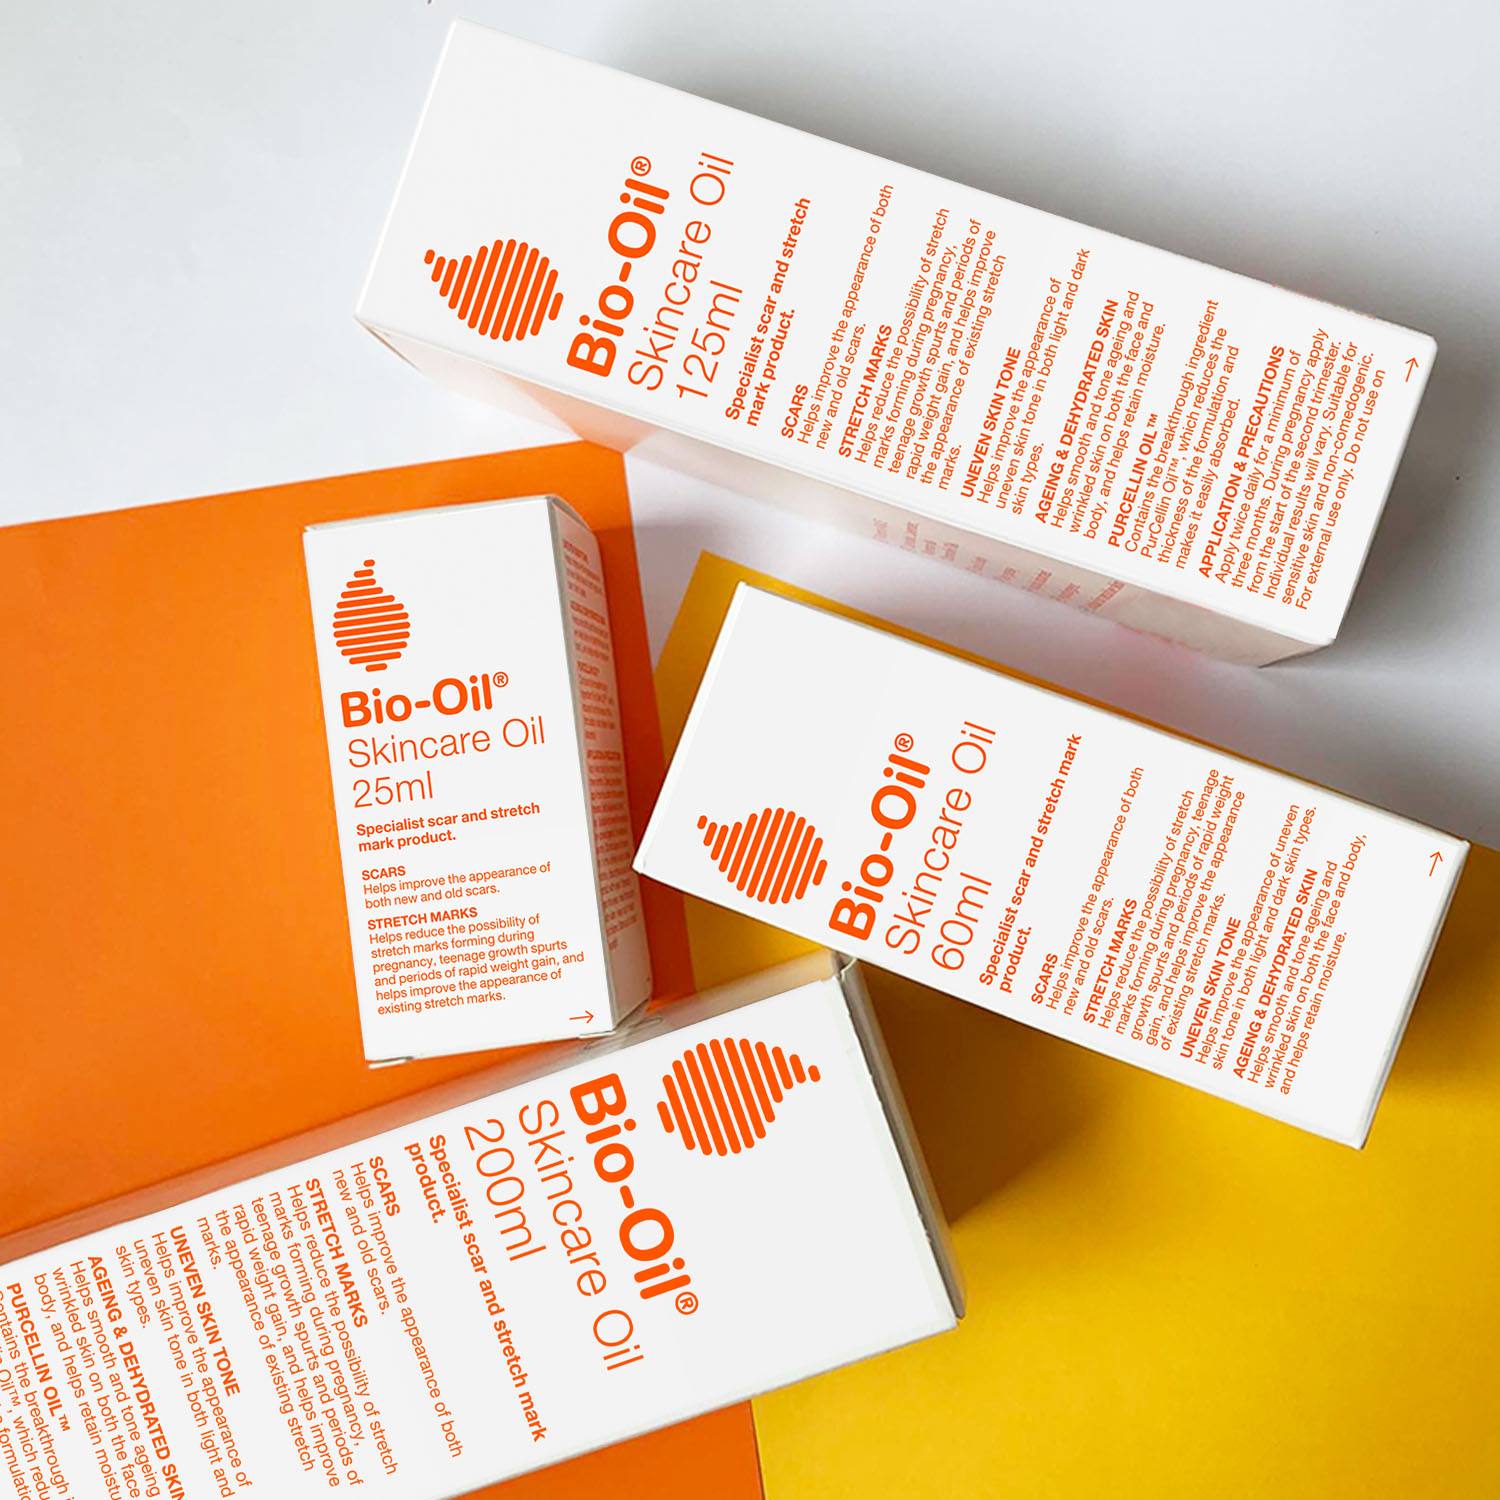 Bio-Oil®
Skincare Oil
125ml
Specialist scar and stretch
mark product.
SCARS
Helps improve the appearance of both
new and old scars.
STRETCH MARKS
Helps reduce the possibility of stretch
marks forming during pregnancy,
teenage growth spurts and periods of
rapid weight gain, and helps improve
the appearance of existing stretch
marks.
UNEVEN SKIN TONE
Helps improve the appearance of
uneven skin tone in both light and dark
skin types.
AGEING & DEHYDRATED SKIN
Helps smooth and tone ageing and
wrinkled skin on both the face and
body, and helps retain moisture.
PURCELLIN OIL™
Contains the breakthrough ingredient
PurCellin Oil™, which reduces the
thickness of the formulation and
makes it easily absorbed.
APPLICATION & PRECAUTIONS
Apply twice daily for a minimum of
three months. During pregnancy apply
from the start of the second trimester.
Individual results will vary. Suitable for
sensitive skin and non-comedogenic.
For external use only. Do not use on
Bio-Oil®
Skincare Oil
25ml
Specialist scar and stretch
mark product.
SCARS
Helps improve the appearance of
both new and old scars.
STRETCH MARKS
Helps reduce the possibility of
stretch marks forming during
pregnancy, teenage growth spurts
and periods of rapid weight gain, and
helps improve the appearance of
existing stretch marks.
Bio-Oil®
Skincare Oil
60ml
Specialist scar and stretch mark
product.
SCARS
Helps improve the appearance of both
new and old scars.
STRETCH MARKS
Helps reduce the possibility of stretch
marks forming during pregnancy, teenage
growth spurts and periods of rapid weight
gain, and helps improve the appearance
of existing stretch marks.
UNEVEN SKIN TONE
Helps improve the appearance of uneven
skin tone in both light and dark skin types.
AGEING & DEHYDRATED SKIN
Helps smooth and tone ageing and
wrinkled skin on both the face and body,
and helps retain moisture.
Bio-Oil®
Skincare Oil
200ml
Specialist scar and stretch mark
product.
SCARS
Helps improve the appearance of both
new and old scars.
STRETCH MARKS
Helps reduce the possibility of stretch
marks forming during pregnancy,
teenage growth spurts and periods of
rapid weight gain, and helps improve
the appearance of existing stretch
marks.
UNEVEN SKIN TONE
Helps improve the appearance of
uneven skin tone in both light and
skin types.
AGEING & DEHYDRATED SKIN
Helps smooth and tone ageing
wrinkled skin on both the face
body, and helps retain moistu
PURCELLIN OIL™
Contains the breakthrough
Oil™, which redu
formulatio